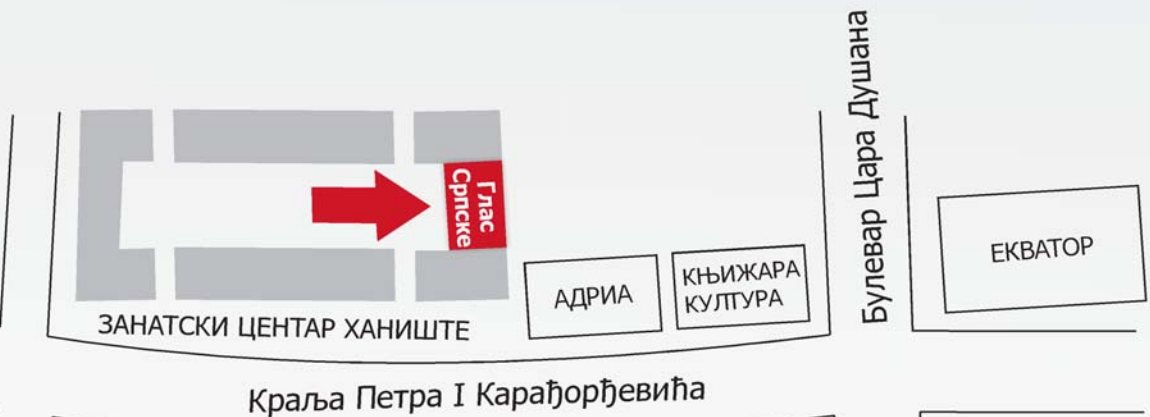 Булевар Цара Душана
Глас
Српске
ЕКВАТОР
КЊИЖАРА
КУЛТУРА
АДРИА
ЗАНАТСКИ ЦЕНТАР ХАНИШТЕ
Краља Петра I Карађорђевића